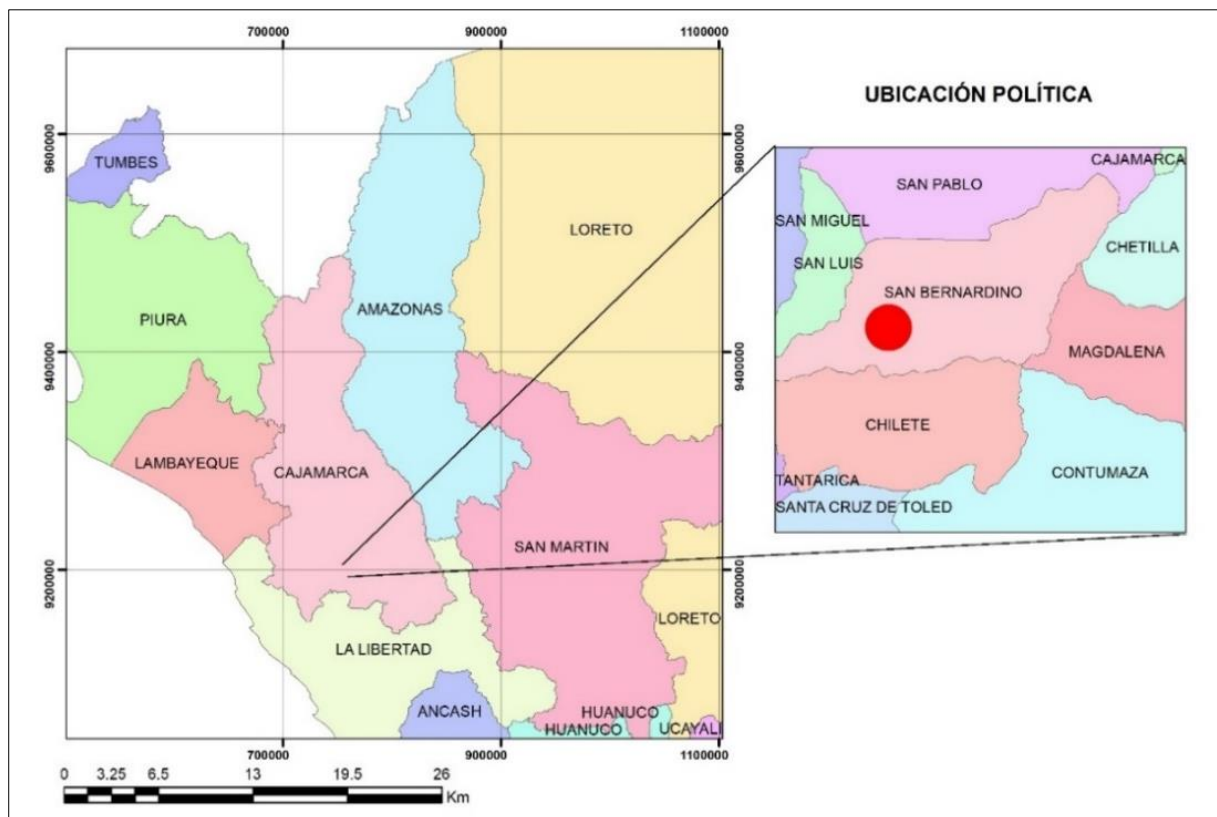 700000
900000
1100000
9600000
9600000
TUMBES
LORETO
PIURA
AMAZONAS
9400000
9400000
LAMBAYEQUE
CAJAMARCA
SAN MARTIN
9200000
9200000
LORETO
LA LIBERTAD
ANCASH
HUANUCO
HUANUCO
UCAYALI
700000
900000
1100000
0 3.25 6.5 13 19.5 26
Km
UBICACIÓN POLÍTICA
CAJAMARCA
SAN PABLO
SAN MIGUEL
CHETILLA
SAN LUIS
SAN BERNARDINO
MAGDALENA
CHILETE
CONTUMAZA
TANTARICA
SANTA CRUZ DE TOLED